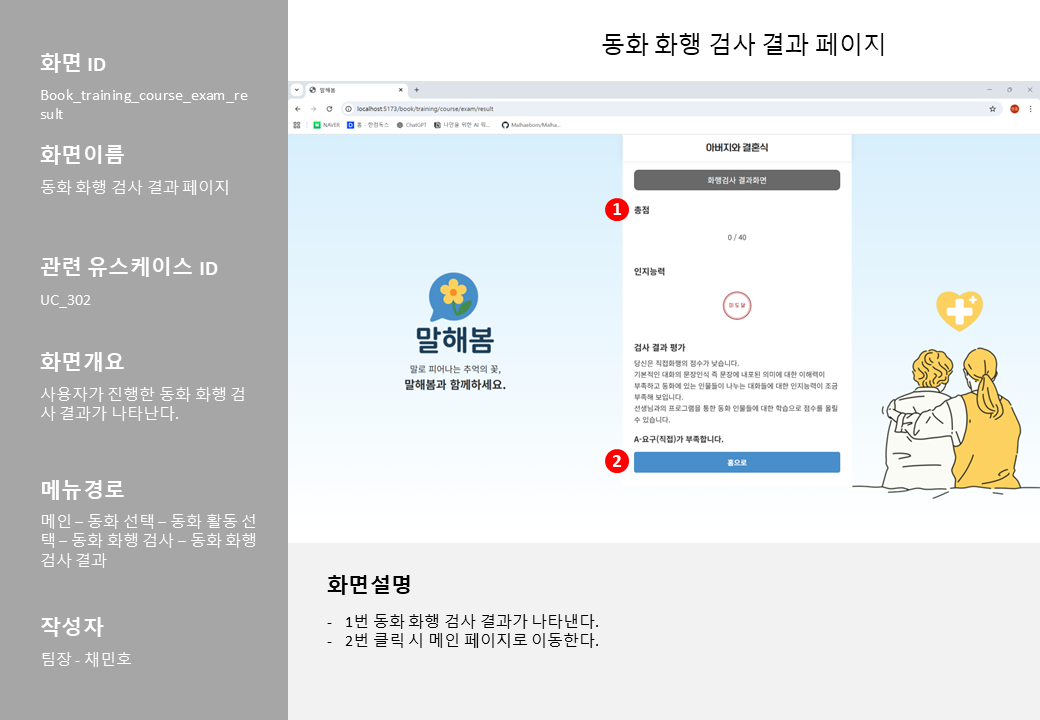 화면 ID
Book_training_course_exam_re
sult
화면이름
동화 화행 검사 결과 페이지
관련 유스케이스 ID
UC_302
화면개요
사용자가 진행한 동화 화행 검
사 결과가 나타난다.
메뉴경로
메인 – 동화 선택 – 동화 활동 선
택 – 동화 화행 검사 – 동화 화행
검사 결과
작성자
팀장 - 채민호
동화 화행 검사 결과 페이지
말해봄
localhost:5173/book/training/course/exam/result
NAVER
홈 - 한컴독스
ChatGPT
나만을 위한 AI 워...
Malhaebom/Malha...
말해봄
말로 피어나는 추억의 꽃,
말해봄과 함께하세요.
아버지와 결혼식
화행검사 결과화면
1
총점
0 / 40
인지능력
미도달
검사 결과 평가
당신은 직접화행의 점수가 낮습니다.
기본적인 대화의 문장인식 즉 문장에 내포된 의미에 대한 이해력이
부족하고 동화에 있는 인물들이 나누는 대화들에 대한 인지능력이 조금
부족해 보입니다.
선생님과의 프로그램을 통한 동화 인물들에 대한 학습으로 점수를 올릴
수 있습니다.
A-요구(직접)가 부족합니다.
2
홈으로
화면설명
- 1번 동화 화행 검사 결과가 나타낸다.
- 2번 클릭 시 메인 페이지로 이동한다.